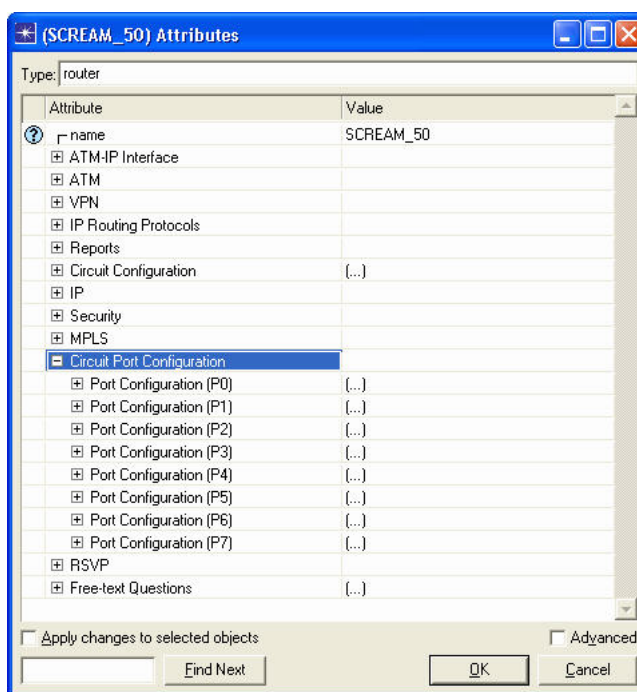 (SCREAM_50) Attributes
Type: router
Attribute Value
name SCREAM_50
ATM-IP Interface
ATM
VPN
IP Routing Protocols
Reports
Circuit Configuration (...)
IP
Security
MPLS
Circuit Port Configuration
Port Configuration (P0) (...)
Port Configuration (P1) (...)
Port Configuration (P2) (...)
Port Configuration (P3) (...)
Port Configuration (P4) (...)
Port Configuration (P5) (...)
Port Configuration (P6) (...)
Port Configuration (P7) (...)
RSVP
Free-text Questions (...)
Apply changes to selected objects Advanced
Find Next OK Cancel